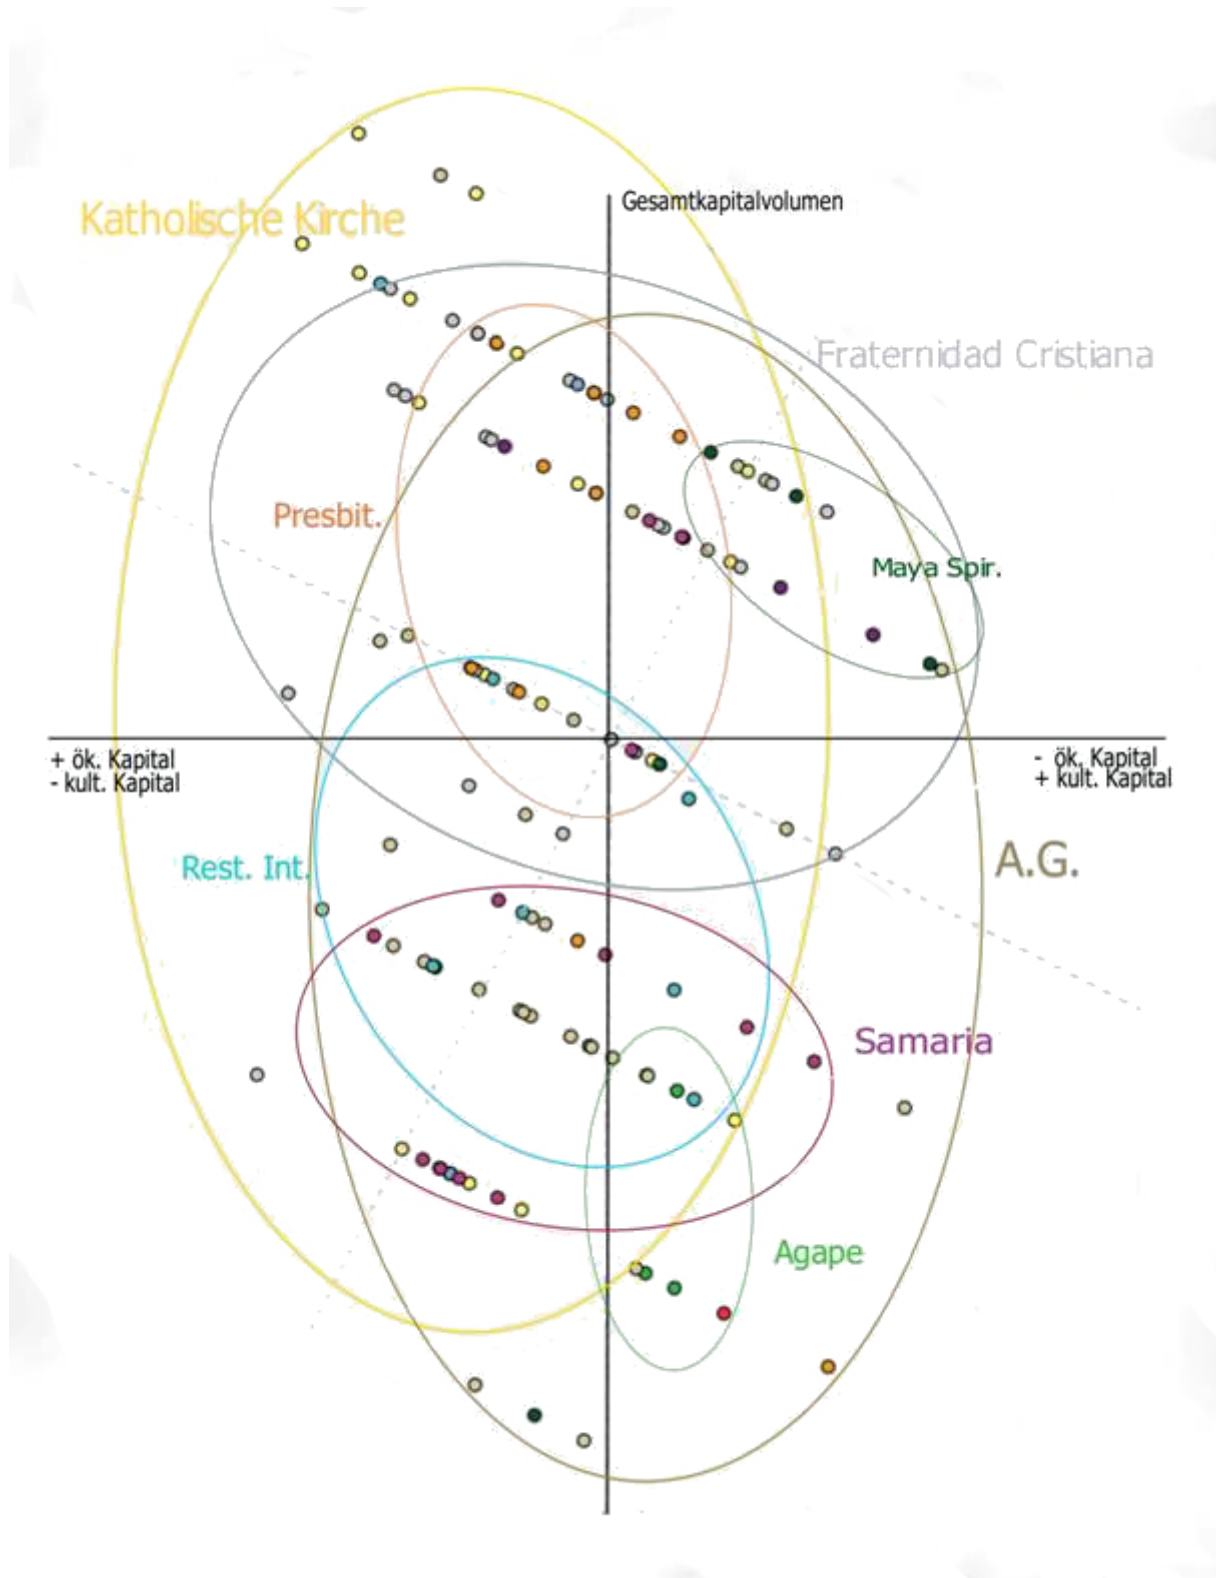 Gesamtkapitalvolumen
Katholische Kirche
Fraternidad Cristiana
Presbit.
Maya Spir.
+ ök. Kapital
- kult. Kapital
- ök. Kapital
+ kult. Kapital
Rest. Int.
A.G.
Samaria
Agape